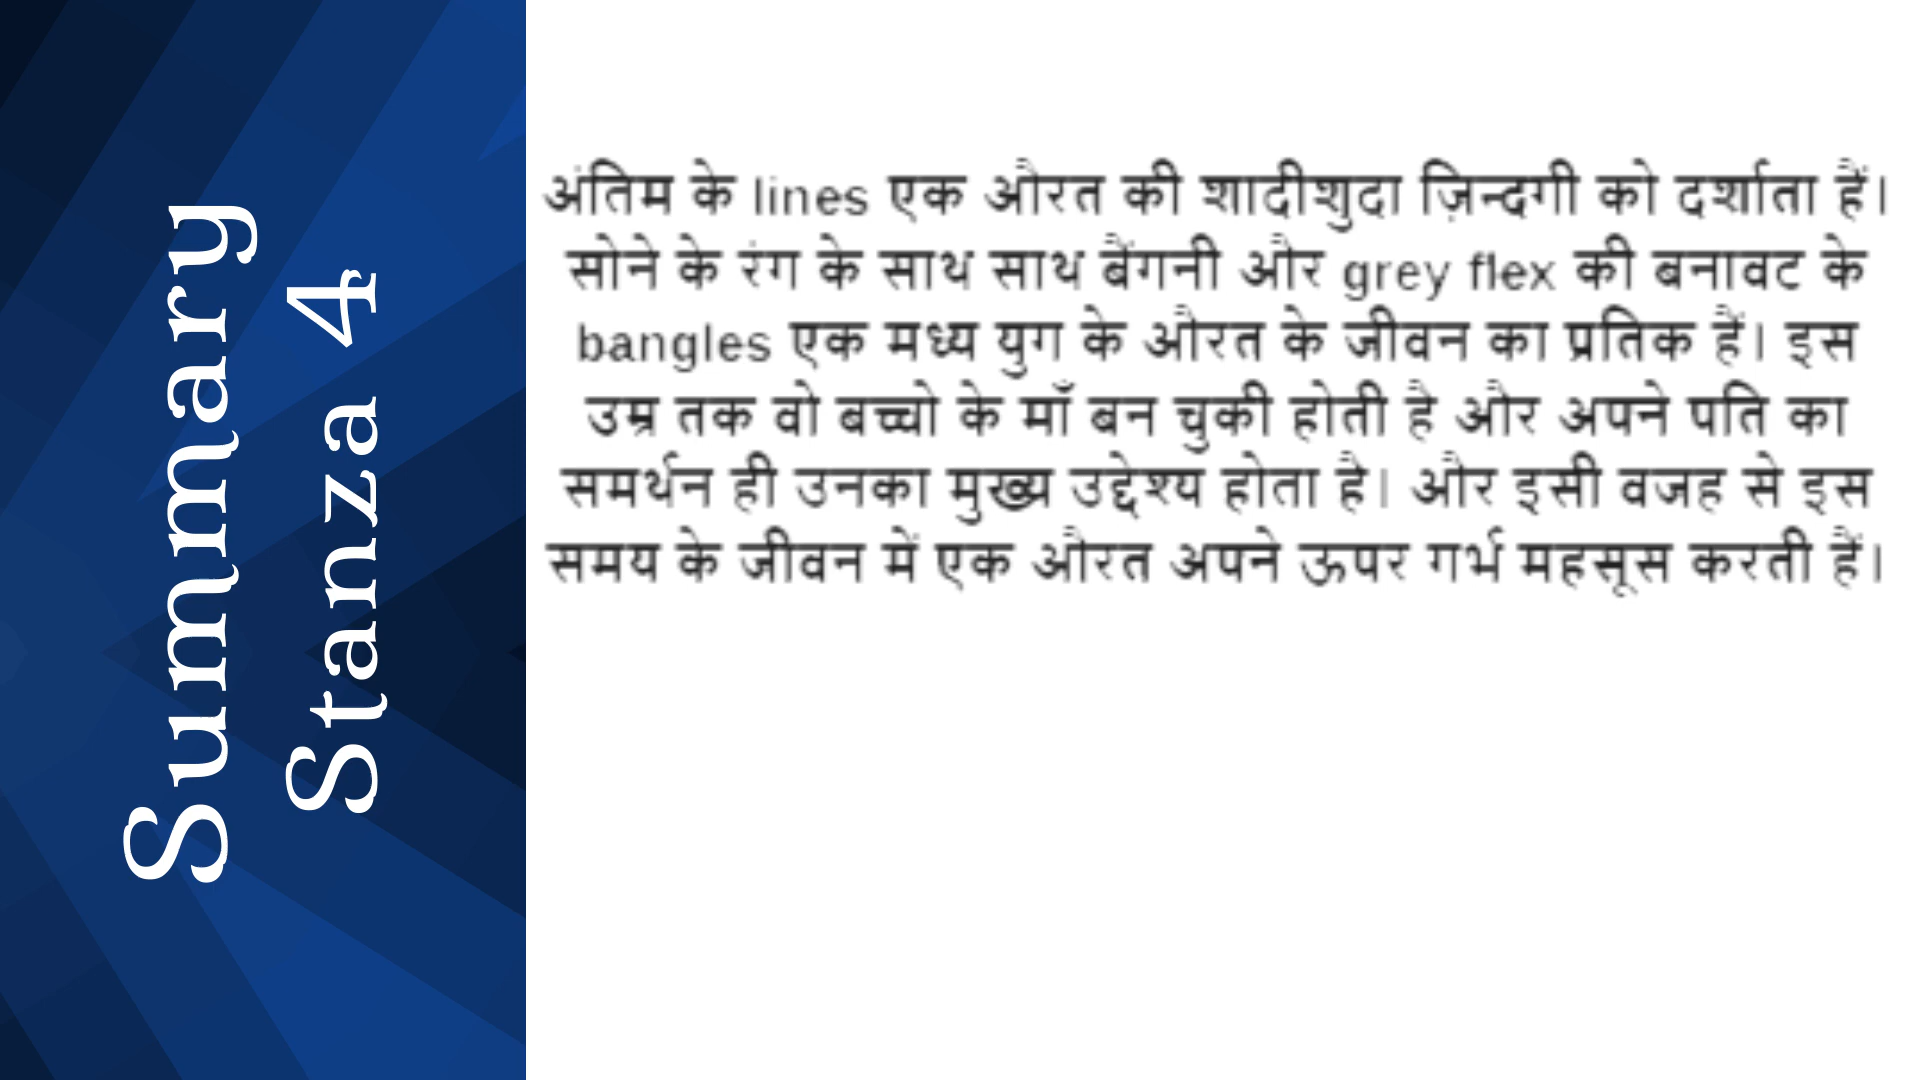 Summary
Stanza 4
अंतिम के lines एक औरत की शादीशुदा ज़िन्दगी को दर्शाता हैं।
सोने के रंग के साथ साथ बैंगनी और grey flex की बनावट के
bangles एक मध्य युग के औरत के जीवन का प्रतिक हैं। इस
उम्र तक वो बच्चो के माँ बन चुकी होती है और अपने पति का
समर्थन ही उनका मुख्य उद्देश्य होता है। और इसी वजह से इस
समय के जीवन में एक औरत अपने ऊपर गर्भ महसूस करती हैं।